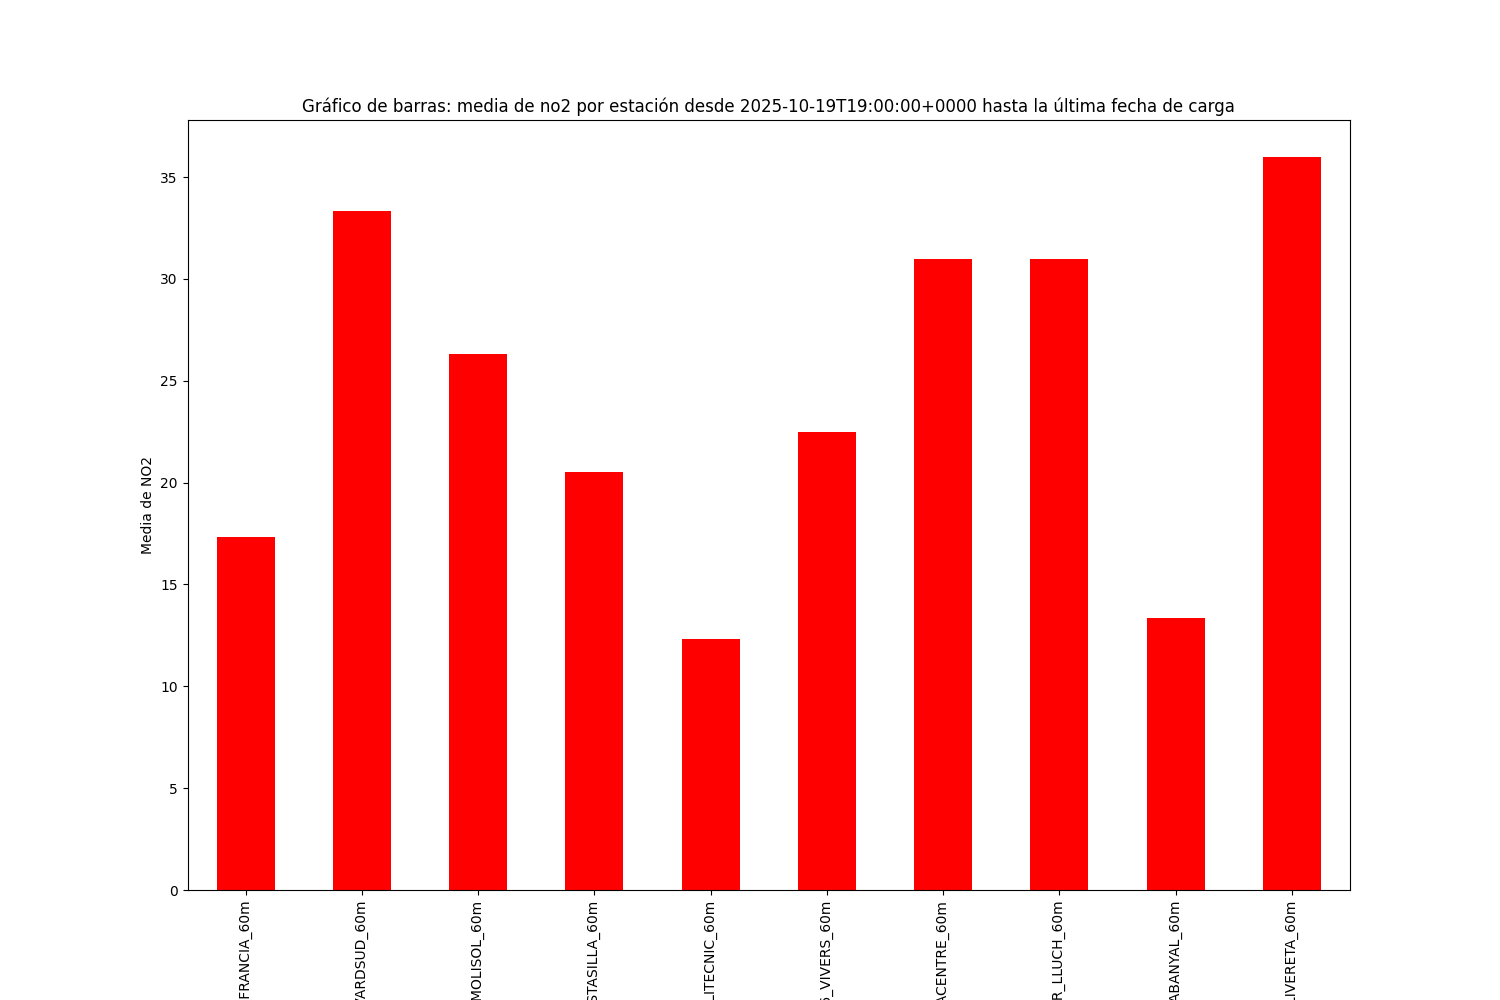 Gráfico de barras: media de no2 por estación desde 2025-10-19T19:00:00+0000 hasta la última fecha de carga
Media de NO2
35
30
25
20
15
10
5
0
FRANCIA_60m
ARDSUD_60m
MOLISOL_60m
STASILLA_60m
LITECNIC_60m
_VIVERS_60m
ACENTRE_60m
R_LLUCH_60m
ABANYAL_60m
LIVERETA_60m